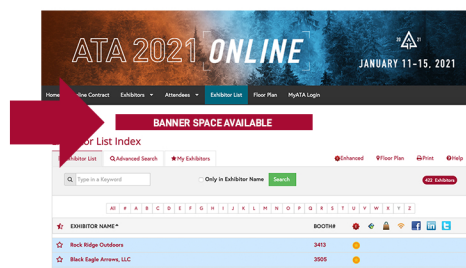 ATA 2021 ONLINE
20 ATA 21
JANUARY 11-15, 2021
Home
Online Contract
Exhibitors
Attendees
Exhibitor List
Floor Plan
MyATA Login
BANNER SPACE AVAILABLE
List Index
Exhibitor List
Advanced Search
My Exhibitors
Enhanced
Floor Plan
Print
Help
Type in a Keyword
Only in Exhibitor Name
Search
422 Exhibitors
All # A B C D E F G H I J K L M N O P Q R S T U V W X Y Z
EXHIBITOR NAME
BOOTH#
Rock Ridge Outdoors
3413
Black Eagle Arrows, LLC
3505